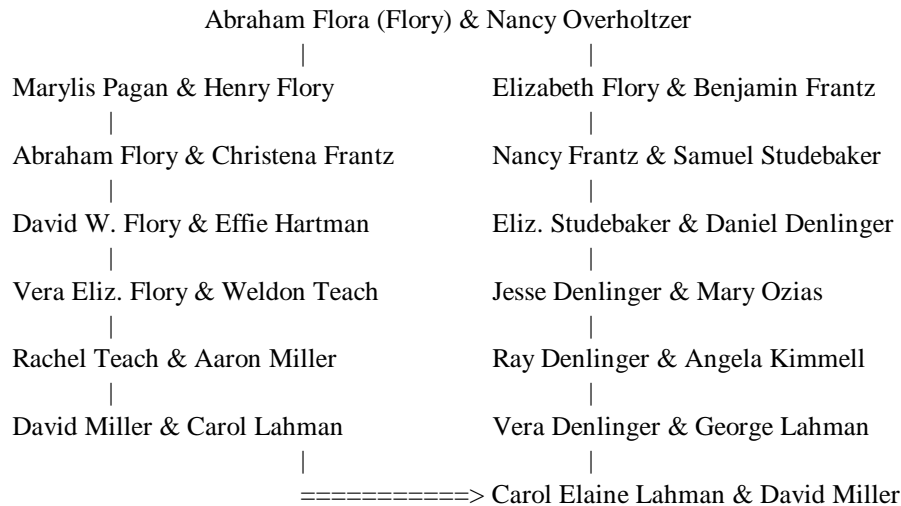 Abraham Flora (Flory) & Nancy Overholtzer
| |
Marylis Pagan & Henry Flory Elizabeth Flory & Benjamin Frantz
| |
Abraham Flory & Christena Frantz Nancy Frantz & Samuel Studebaker
| |
David W. Flory & Effie Hartman Eliz. Studebaker & Daniel Denlinger
| |
Vera Eliz. Flory & Weldon Teach Jesse Denlinger & Mary Ozias
| |
Rachel Teach & Aaron Miller Ray Denlinger & Angela Kimmell
| |
David Miller & Carol Lahman Vera Denlinger & George Lahman
| |
===========> Carol Elaine Lahman & David Miller